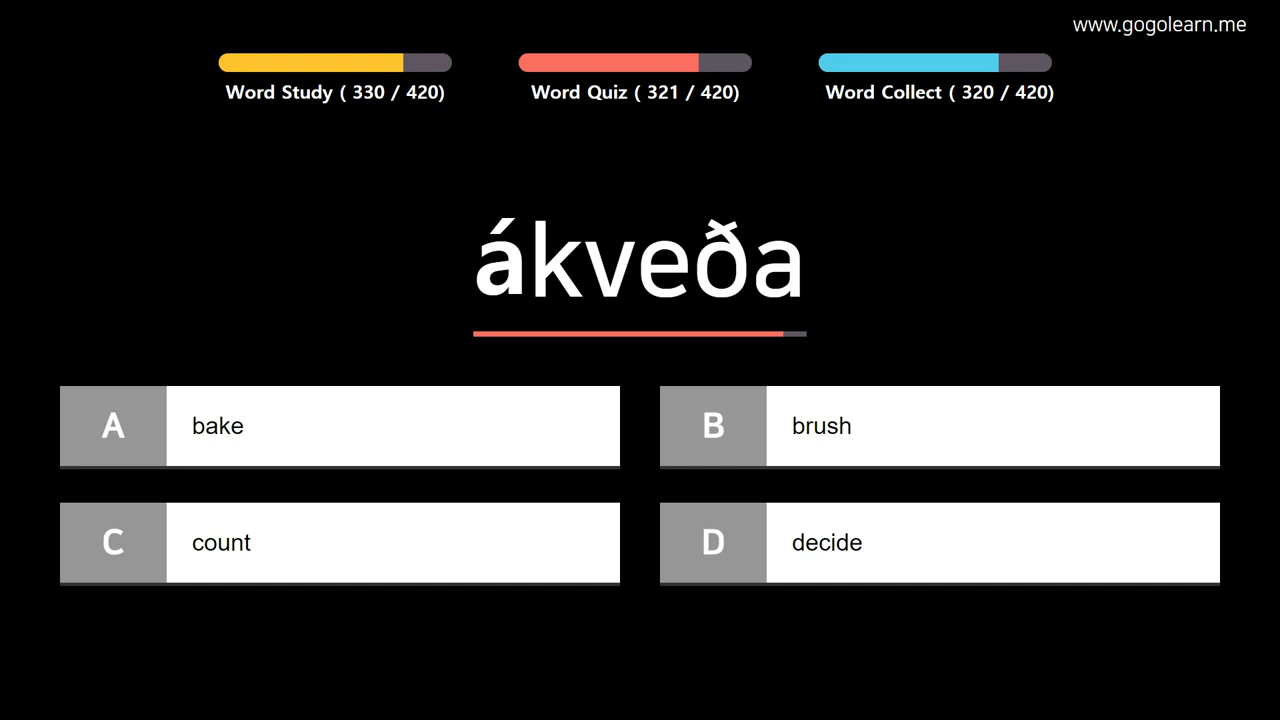 www.gogolearn.me
Word Study ( 330 / 420)
Word Quiz ( 321 / 420)
Word Collect ( 320 / 420)
ákveða
A bake
B brush
C count
D decide